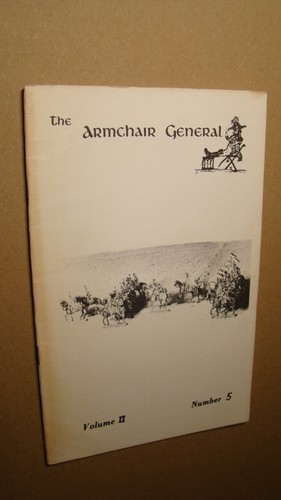 The Armchair General
Volume II
Number 5